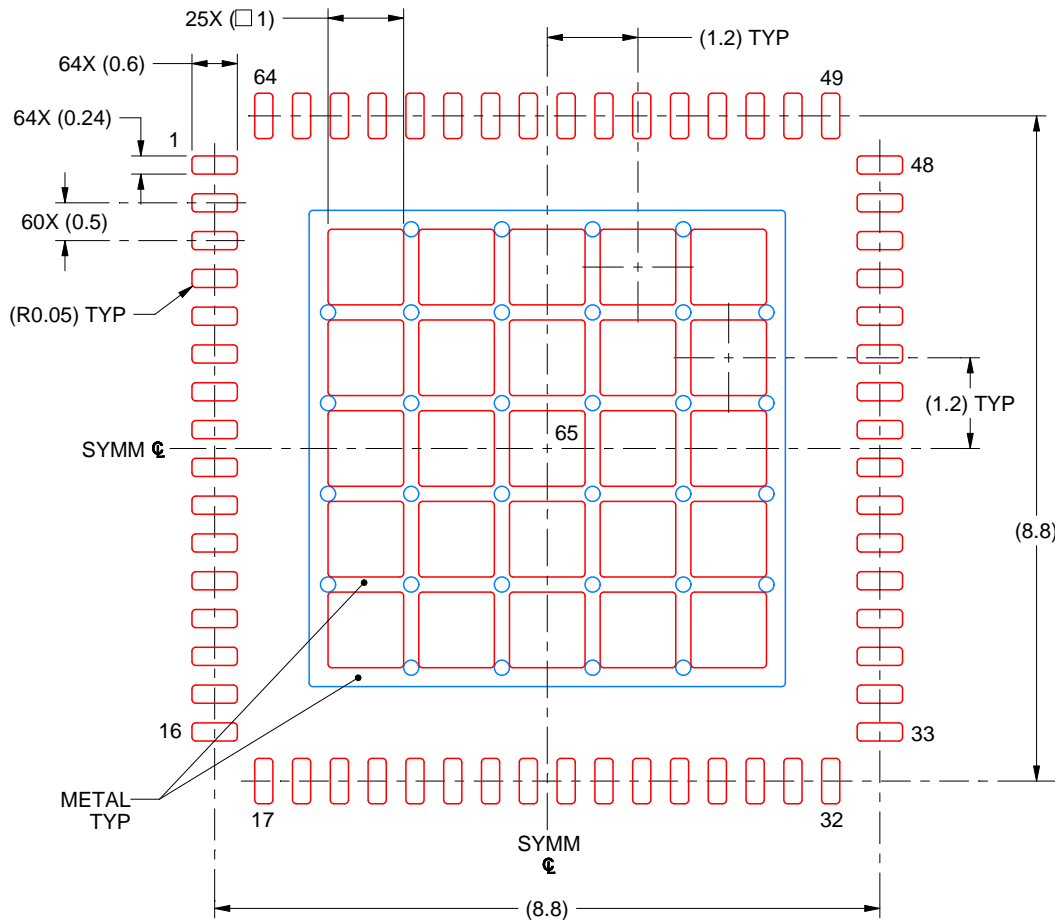 25X (□ 1)
(1.2) TYP
64X (0.6)
64
49
64X (0.24)
1
48
60X (0.5)
(R0.05) TYP
(1.2) TYP
65
SYMM ℄
(8.8)
16
33
METAL
TYP
17
32
SYMM
℄
(8.8)